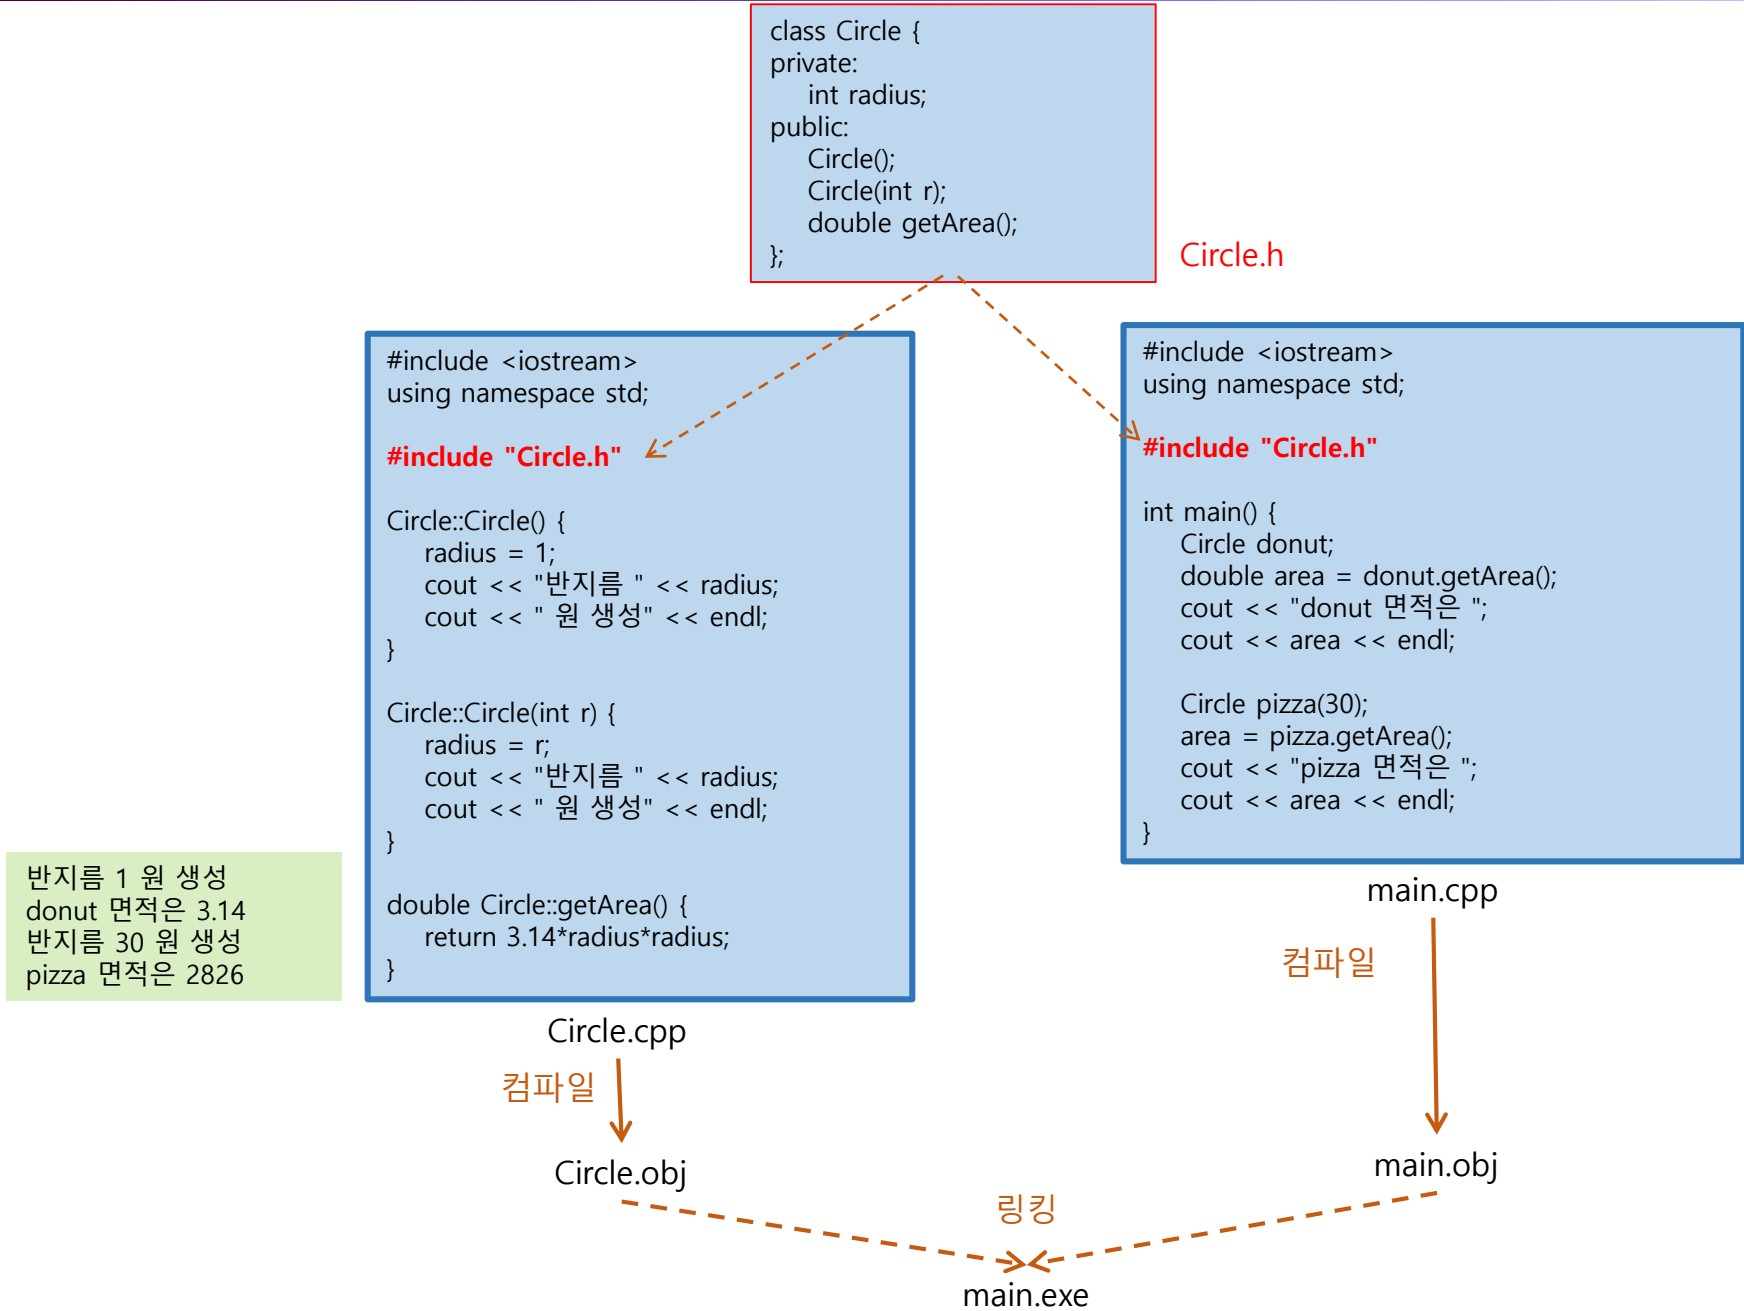 class Circle {
private:
int radius;
public:
Circle();
Circle(int r);
double getArea();
};
Circle.h
#include <iostream>
using namespace std;
#include "Circle.h"
Circle::Circle() {
radius = 1;
cout << "반지름 " << radius;
cout << " 원 생성" << endl;
}
Circle::Circle(int r) {
radius = r;
cout << "반지름 " << radius;
cout << " 원 생성" << endl;
}
double Circle::getArea() {
return 3.14*radius*radius;
}
Circle.cpp
#include <iostream>
using namespace std;
#include "Circle.h"
int main() {
Circle donut;
double area = donut.getArea();
cout << "donut 면적은 ";
cout << area << endl;
Circle pizza(30);
area = pizza.getArea();
cout << "pizza 면적은 ";
cout << area << endl;
}
main.cpp
반지름 1 원 생성
donut 면적은 3.14
반지름 30 원 생성
pizza 면적은 2826
컴파일
컴파일
Circle.obj
main.obj
링킹
main.exe